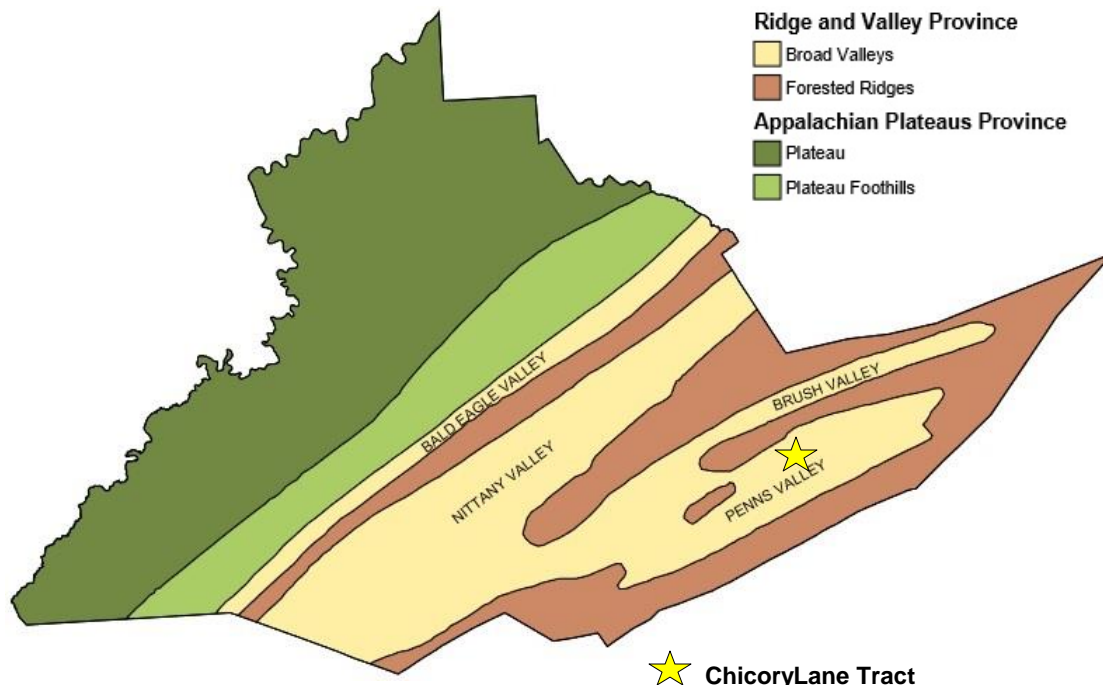 Ridge and Valley Province
Broad Valleys
Forested Ridges
Appalachian Plateaus Province
Plateau
Plateau Foothills
BALD EAGLE VALLEY
NITTANY VALLEY
BRUSH VALLEY
PENNS VALLEY
ChicoryLane Tract